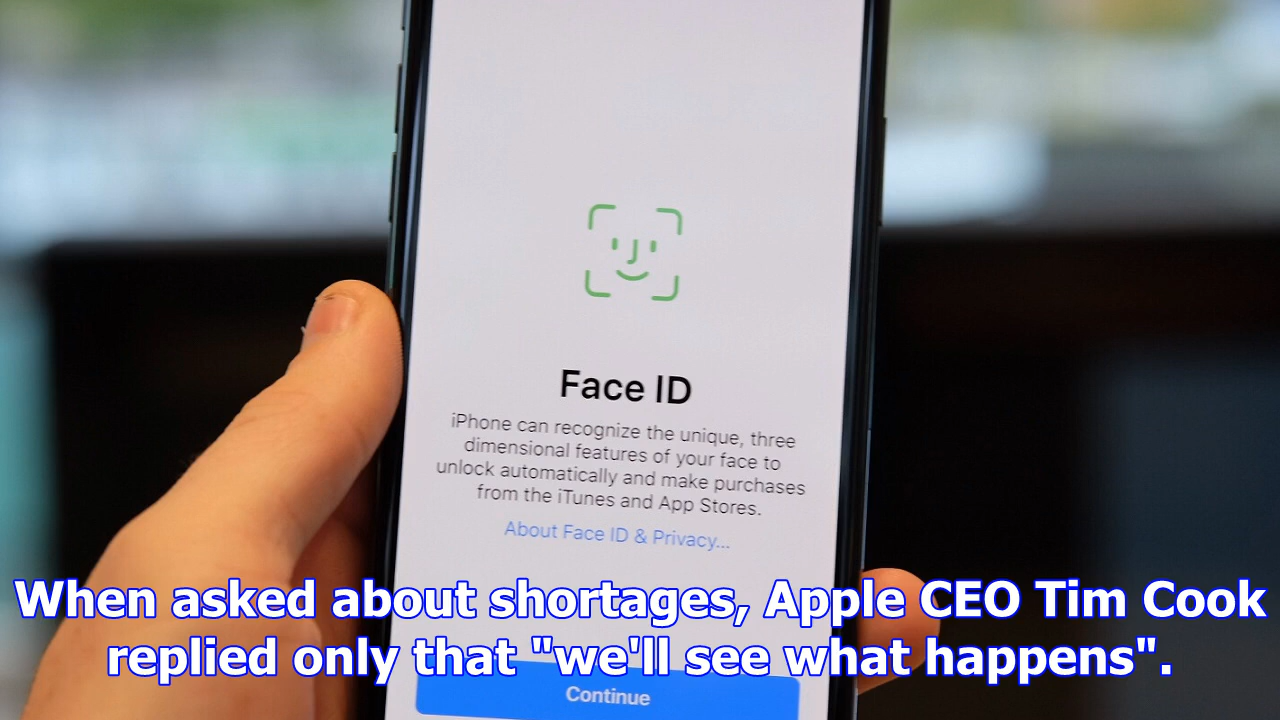 Face ID
iPhone can recognize the unique, three
dimensional features of your face to
unlock automatically and make purchases
from the iTunes and App Stores.
About Face ID & Privacy...
When asked about shortages, Apple CEO Tim Cook
replied only that "we'll see what happens".
Continue